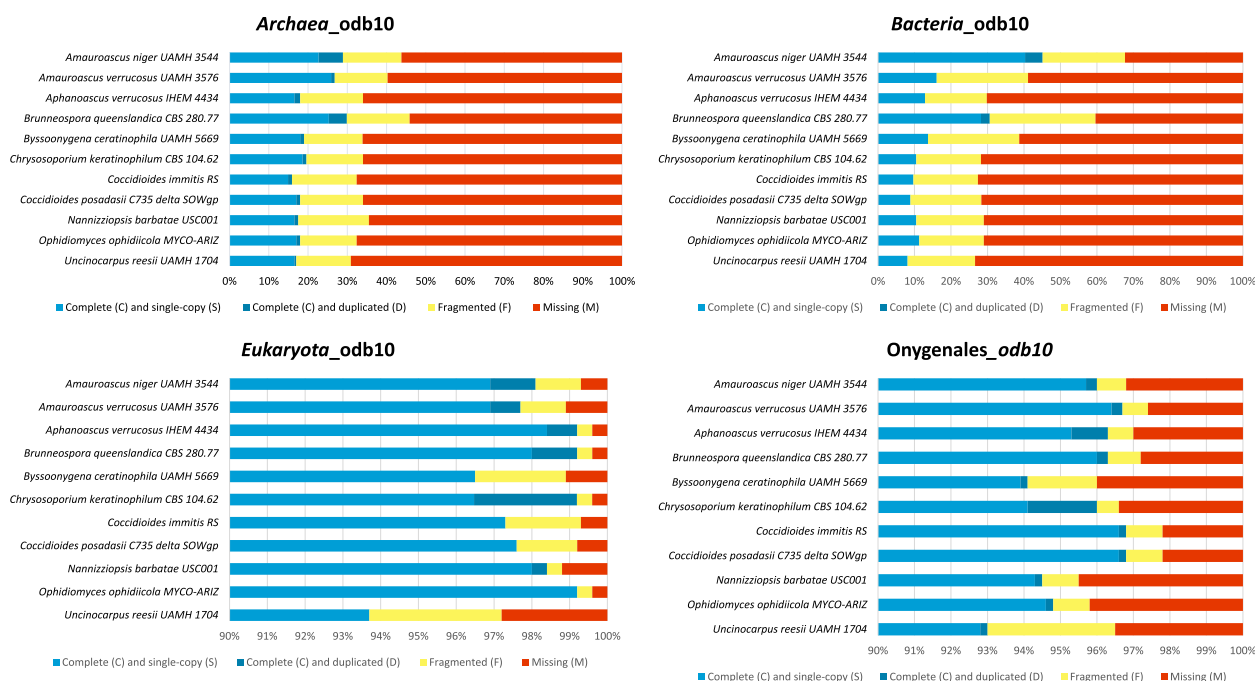 Archaea_odb10
Amauroascus niger UAMH 3544
Amauroascus verrucosus UAMH 3576
Aphanoascus verrucosus IHEM 4434
Brunneospora queenslandica CBS 280.77
Byssoonygena ceratinophila UAMH 5669
Chrysosoporium keratinophilum CBS 104.62
Coccidioides immitis RS
Coccidioides posadasii C735 delta SOWgp
Nannizziopsis barbatae USC001
Ophidiomyces ophidiicola MYCO-ARIZ
Uncinocarpus reesii UAMH 1704
0% 10% 20% 30% 40% 50% 60% 70% 80% 90% 100%
Complete (C) and single-copy (S) Complete (C) and duplicated (D) Fragmented (F) Missing (M)
Bacteria_odb10
Amauroascus niger UAMH 3544
Amauroascus verrucosus UAMH 3576
Aphanoascus verrucosus IHEM 4434
Brunneospora queenslandica CBS 280.77
Byssoonygena ceratinophila UAMH 5669
Chrysosporium keratinophilum CBS 104.62
Coccidioides immitis RS
Coccidioides posadasii C735 delta SOWgp
Nannizziopsis barbatae USC001
Ophidiomyces ophidiicola MYCO-ARIZ
Uncinocarpus reesii UAMH 1704
0% 10% 20% 30% 40% 50% 60% 70% 80% 90% 100%
Complete (C) and single-copy (S) Complete (C) and duplicated (D) Fragmented (F) Missing (M)
Eukaryota_odb10
Amauroascus niger UAMH 3544
Amauroascus verrucosus UAMH 3576
Aphanoascus verrucosus IHEM 4434
Brunneospora queenslandica CBS 280.77
Byssoonygena ceratinophila UAMH 5669
Chrysosporium keratinophilum CBS 104.62
Coccidioides immitis RS
Coccidioides posadasii C735 delta SOWgp
Nannizziopsis barbatae USC001
Ophidiomyces ophidiicola MYCO-ARIZ
Uncinocarpus reesii UAMH 1704
90% 91% 92% 93% 94% 95% 96% 97% 98% 99% 100%
Complete (C) and single-copy (S) Complete (C) and duplicated (D) Fragmented (F) Missing (M)
Onygenales_odb10
Amauroascus niger UAMH 3544
Amauroascus verrucosus UAMH 3576
Aphanoascus verrucosus IHEM 4434
Brunneospora queenslandica CBS 280.77
Byssoonygena ceratinophila UAMH 5669
Chrysosporium keratinophilum CBS 104.62
Coccidioides immitis RS
Coccidioides posadasii C735 delta SOWgp
Nannizziopsis barbatae USC001
Ophidiomyces ophidiicola MYCO-ARIZ
Uncinocarpus reesii UAMH 1704
90% 91% 92% 93% 94% 95% 96% 97% 98% 99% 100%
Complete (C) and single-copy (S) Complete (C) and duplicated (D) Fragmented (F) Missing (M)